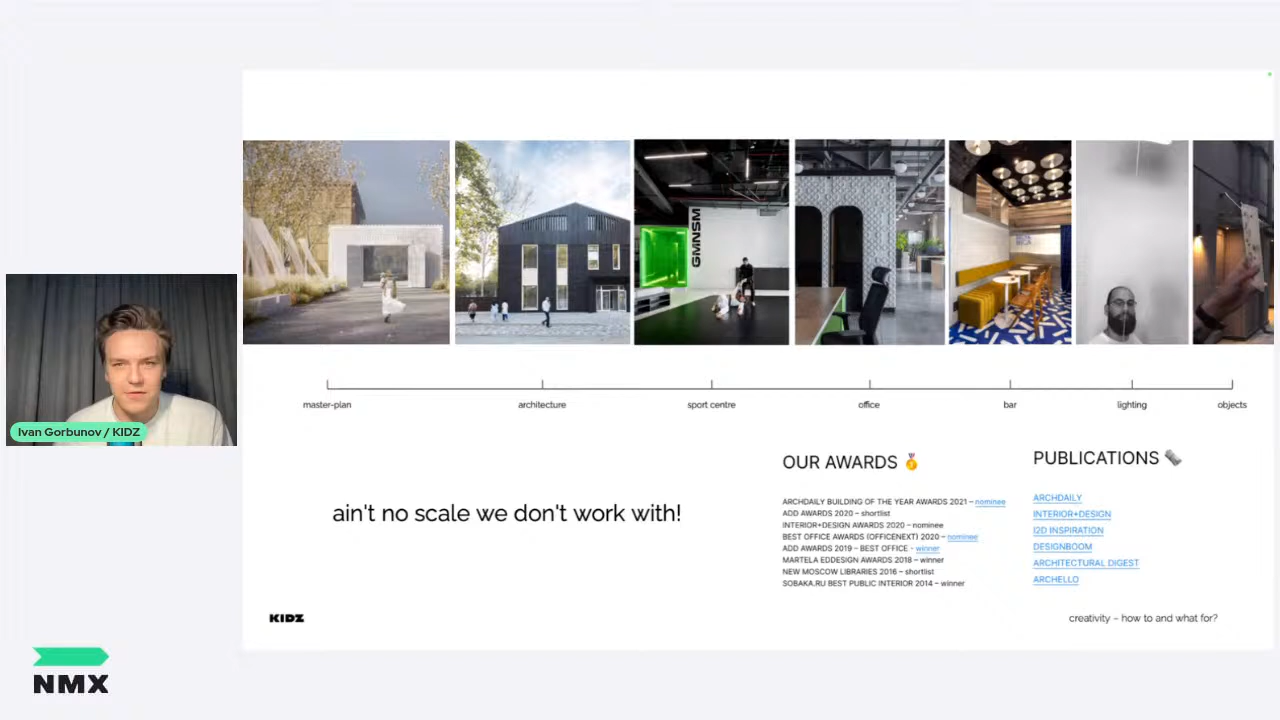 GMNSM
master-plan
architecture
sport centre
office
bar
lighting
objects
Ivan Gorbunov / KIDZ
ain't no scale we don't work with!
OUR AWARDS 🏅
ARCHDAILY BUILDING OF THE YEAR AWARDS 2021 – nominee
ADD AWARDS 2020 – shortlist
INTERIOR+DESIGN AWARDS 2020 – nominee
BEST OFFICE AWARDS (OFFICENEXT) 2020 – nominee
ADD AWARDS 2019 – BEST OFFICE - winner
MARTELA EDDESIGN AWARDS 2018 – winner
NEW MOSCOW LIBRARIES 2016 – shortlist
SOBAKA.RU BEST PUBLIC INTERIOR 2014 – winner
PUBLICATIONS 🗞️
ARCHDAILY
INTERIOR+DESIGN
I2D INSPIRATION
DESIGNBOOM
ARCHITECTURAL DIGEST
ARCHELLO
KIDZ
creativity – how to and what for?
NMX